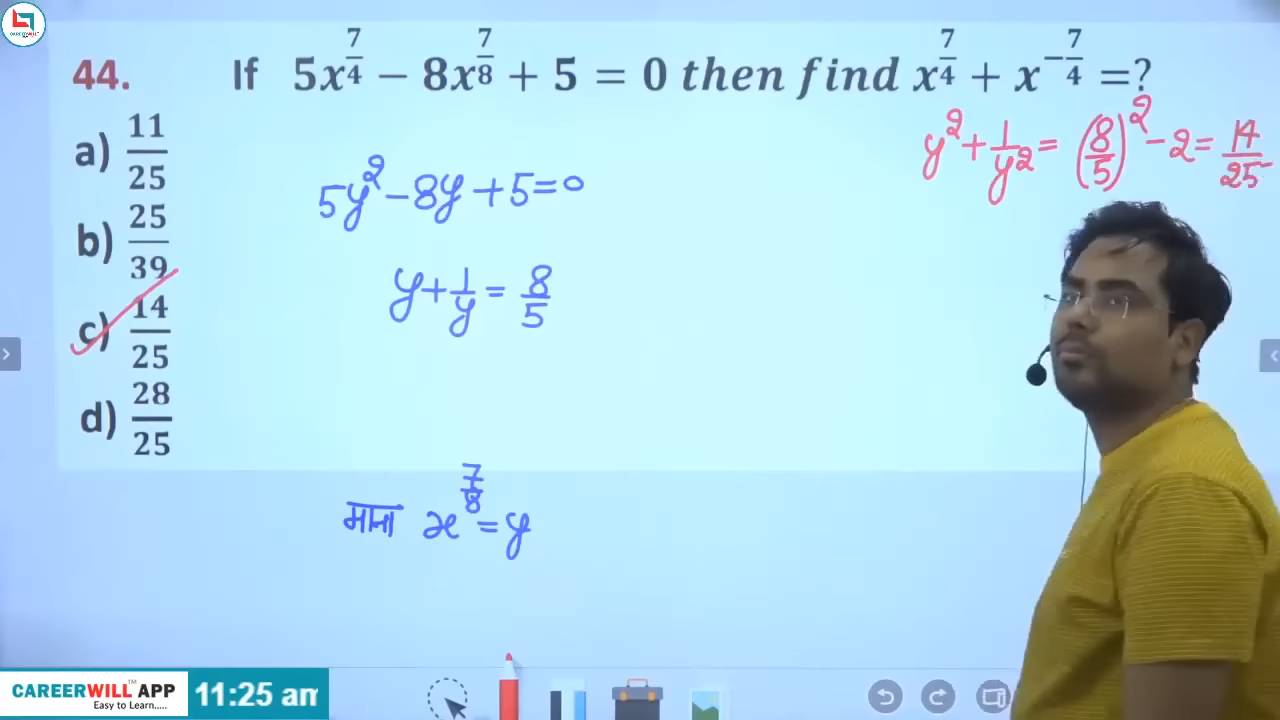 CAREERWILL
44. If 5x^{7/4} − 8x^{7/8} + 5 = 0 then find x^{7/4} + x^{−7/4} =?
y² + 1/y² = (8/5)² − 2 = 14/25
a) 11/25
b) 25/39
c) 14/25
d) 28/25
5y² − 8y + 5 = 0
y + 1/y = 8/5
माना x^{7/8} = y
CAREERWILL™ APP
Easy to Learn.....
11:25 am